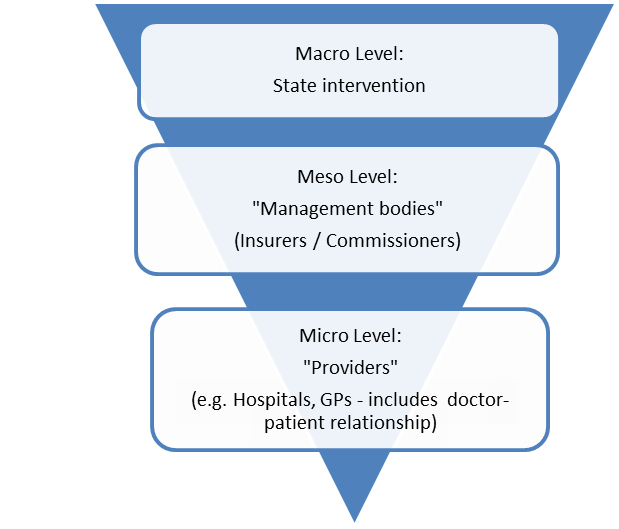 Macro Level:
State intervention
Meso Level:
"Management bodies"
(Insurers / Commissioners)
Micro Level:
"Providers"
(e.g. Hospitals, GPs - includes doctor-
patient relationship)